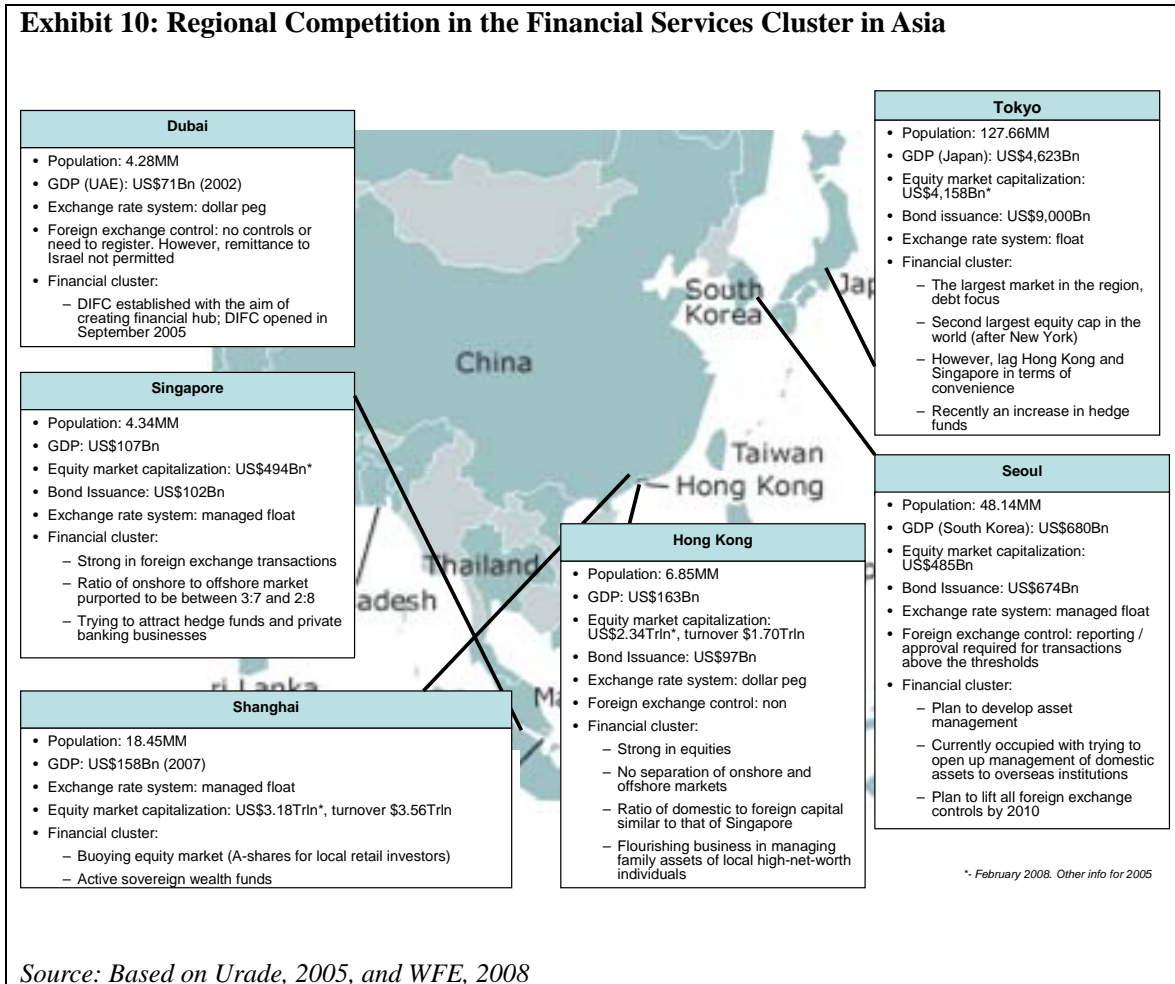 Exhibit 10: Regional Competition in the Financial Services Cluster in Asia
Dubai
• Population: 4.28MM
• GDP (UAE): US$71Bn (2002)
• Exchange rate system: dollar peg
• Foreign exchange control: no controls or
need to register. However, remittance to
Israel not permitted
• Financial cluster:
– DIFC established with the aim of
creating financial hub; DIFC opened in
September 2005
Singapore
• Population: 4.34MM
• GDP: US$107Bn
• Equity market capitalization: US$494Bn*
• Bond Issuance: US$102Bn
• Exchange rate system: managed float
• Financial cluster:
– Strong in foreign exchange transactions
– Ratio of onshore to offshore market
purported to be between 3:7 and 2:8
– Trying to attract hedge funds and private
banking businesses
Shanghai
• Population: 18.45MM
• GDP: US$158Bn (2007)
• Exchange rate system: managed float
• Equity market capitalization: US$3.18Trln*, turnover $3.56Trln
• Financial cluster:
– Buoying equity market (A-shares for local retail investors)
– Active sovereign wealth funds
China
South
Korea
Jap
Taiwan
Hong Kong
Thailand
adesh
ri Lanka
Ma
Hong Kong
• Population: 6.85MM
• GDP: US$163Bn
• Equity market capitalization:
US$2.34Trln*, turnover $1.70Trln
• Bond Issuance: US$97Bn
• Exchange rate system: dollar peg
• Foreign exchange control: non
• Financial cluster:
– Strong in equities
– No separation of onshore and
offshore markets
– Ratio of domestic to foreign capital
similar to that of Singapore
– Flourishing business in managing
family assets of local high-net-worth
individuals
Tokyo
• Population: 127.66MM
• GDP (Japan): US$4,623Bn
• Equity market capitalization:
US$4,158Bn*
• Bond issuance: US$9,000Bn
• Exchange rate system: float
• Financial cluster:
– The largest market in the region,
debt focus
– Second largest equity cap in the
world (after New York)
– However, lag Hong Kong and
Singapore in terms of
convenience
– Recently an increase in hedge
funds
Seoul
• Population: 48.14MM
• GDP (South Korea): US$680Bn
• Equity market capitalization:
US$485Bn
• Bond Issuance: US$674Bn
• Exchange rate system: managed float
• Foreign exchange control: reporting /
approval required for transactions
above the thresholds
• Financial cluster:
– Plan to develop asset
management
– Currently occupied with trying to
open up management of domestic
assets to overseas institutions
– Plan to lift all foreign exchange
controls by 2010
*- February 2008. Other info for 2005
Source: Based on Urade, 2005, and WFE, 2008